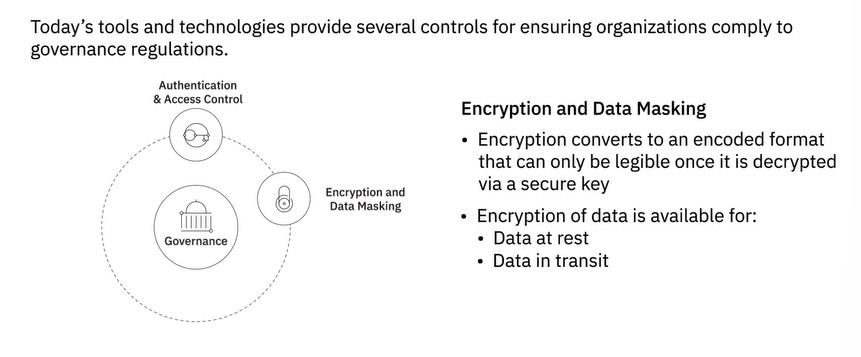 Today's tools and technologies provide several controls for ensuring organizations comply to
governance regulations.
Authentication
& Access Control
Encryption and
Data Masking
Governance
Encryption and Data Masking
• Encryption converts to an encoded format
that can only be legible once it is decrypted
via a secure key
• Encryption of data is available for:
• Data at rest
• Data in transit